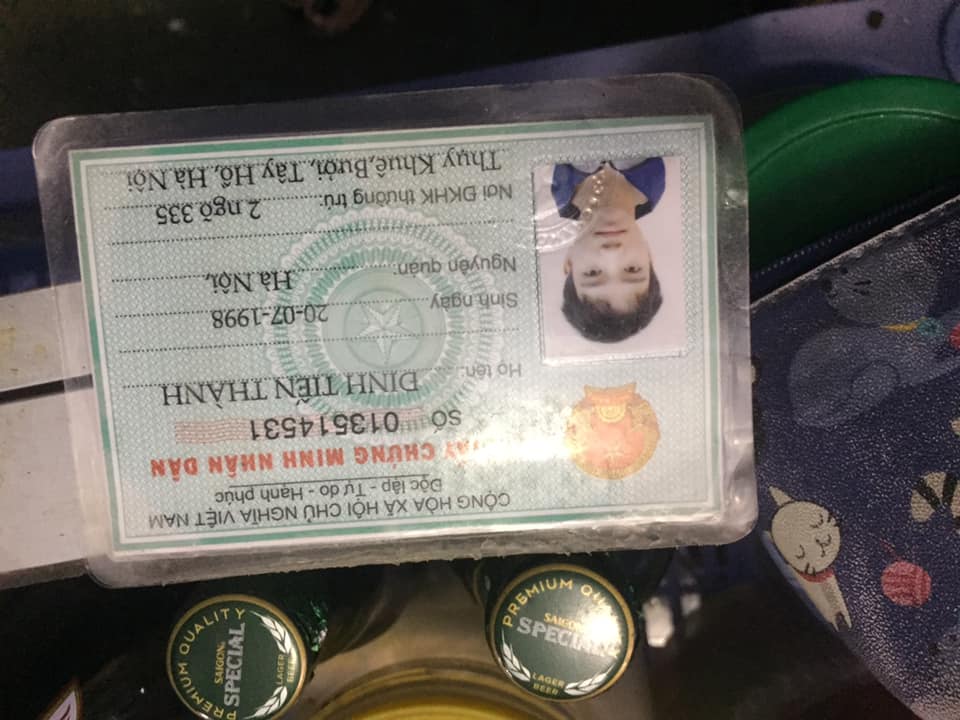 CỘNG HÒA XÃ HỘI CHỦ NGHĨA VIỆT NAM
Độc lập - Tự do - Hạnh phúc
GIẤY CHỨNG MINH NHÂN DÂN
SỐ 013514531
Họ tên: ĐINH TIẾN THÀNH
Sinh ngày 20-07-1998
Nguyên quán: Hà Nội,
Nơi ĐKHK thường trú: 2 ngõ 335
Thụy Khuê,Bưởi, Tây Hồ, Hà Nội
PREMIUM QUALITY
SAIGON
SPECIAL
LAGER
BEER
PREMIUM QUALITY
SAIGON
SPECIAL
LAGER
BEER